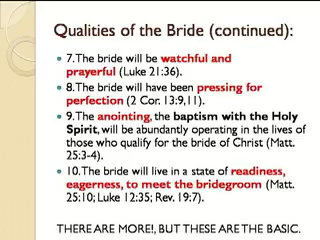 Qualities of the Bride (continued):
7. The bride will be watchful and
prayerful (Luke 21:36).
8. The bride will have been pressing for
perfection (2 Cor. 13:9,11).
9. The anointing, the baptism with the Holy
Spirit, will be abundantly operating in the lives of
those who qualify for the bride of Christ (Matt.
25:3-4).
10. The bride will live in a state of readiness,
eagerness, to meet the bridegroom (Matt.
25:10; Luke 12:35; Rev. 19:7).
THERE ARE MORE!, BUT THESE ARE THE BASIC.